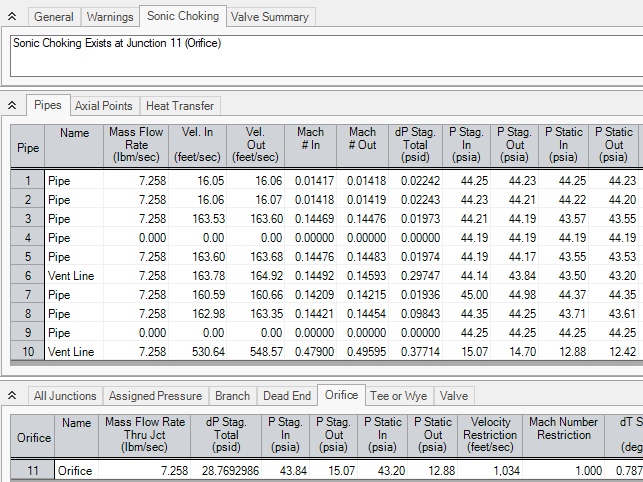 General Warnings Sonic Choking Valve Summary
Sonic Choking Exists at Junction 11 (Orifice)
Pipes Axial Points Heat Transfer
Pipe Name Mass Flow Rate (lbm/sec) Vel. In (feet/sec) Vel. Out (feet/sec) Mach # In Mach # Out dP Stag. Total (psid) P Stag. In (psia) P Stag. Out (psia) P Static In (psia) P Static Out (psia)
1 Pipe 7.258 16.05 16.06 0.01417 0.01418 0.02242 44.25 44.23 44.25 44.23
2 Pipe 7.258 16.06 16.07 0.01418 0.01419 0.02243 44.23 44.21 44.22 44.20
3 Pipe 7.258 163.53 163.60 0.14469 0.14476 0.01973 44.21 44.19 43.57 43.55
4 Pipe 0.000 0.00 0.00 0.00000 0.00000 0.00000 44.19 44.19 44.19 44.19
5 Pipe 7.258 163.60 163.68 0.14476 0.14483 0.01974 44.19 44.17 43.55 43.53
6 Vent Line 7.258 163.78 164.92 0.14492 0.14593 0.29747 44.14 43.84 43.50 43.20
7 Pipe 7.258 160.59 160.66 0.14209 0.14215 0.01936 45.00 44.98 44.37 44.35
8 Pipe 7.258 162.98 163.35 0.14421 0.14454 0.09843 44.35 44.25 43.71 43.61
9 Pipe 0.000 0.00 0.00 0.00000 0.00000 0.00000 44.25 44.25 44.25 44.25
10 Vent Line 7.258 530.64 548.57 0.47900 0.49595 0.37714 15.07 14.70 12.88 12.42
All Junctions Assigned Pressure Branch Dead End Orifice Tee or Wye Valve
Orifice Name Mass Flow Rate Thru Jct (lbm/sec) dP Stag. Total (psid) P Stag. In (psia) P Stag. Out (psia) P Static In (psia) P Static Out (psia) Velocity Restriction (feet/sec) Mach Number Restriction dT S (deg
11 Orifice 7.258 28.7692986 43.84 15.07 43.20 12.88 1,034 1.000 0.787